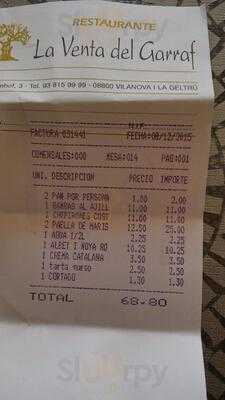 RESTAURANTE
La Venta del Garraf
3 - Tel. 93 815 09 99 - 08800 VILANOVA I LA GELTRÚ
FACTURA 031441 FECHA:08/12/2015
COMENSALES:000 MESA:014 PAG:001
UNI. DESCRIPCION PRECIO IMPORTE
2 PAN POR PERSONA 1.00 2.00
1 GAMBAS AL AJILL 11.00 11.00
1 CHIPIRONES COST 11.00 11.00
2 PAELLA DE MARIS 12.50 25.00
1 AGUA 1/2L 2.25 2.25
1 ALBET I NOYA RO 10.25 10.25
1 CREMA CATALANA 3.50 3.50
1 tarta queso 2.50 2.50
1 CORTADO 1.30 1.30
TOTAL 68.80
Sluurpy